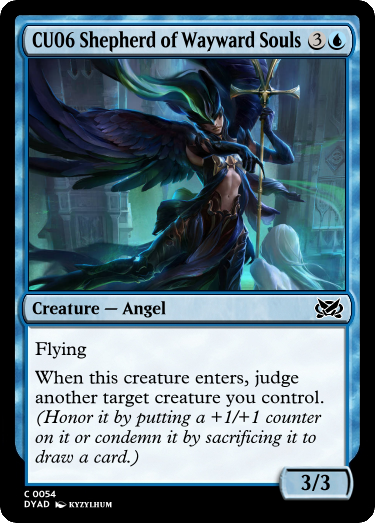 CU06 Shepherd of Wayward Souls 3
Creature — Angel
Flying
When this creature enters, judge
another target creature you control.
(Honor it by putting a +1/+1 counter
on it or condemn it by sacrificing it to
draw a card.)
3/3
C 0054
DYAD KYZYLHUM